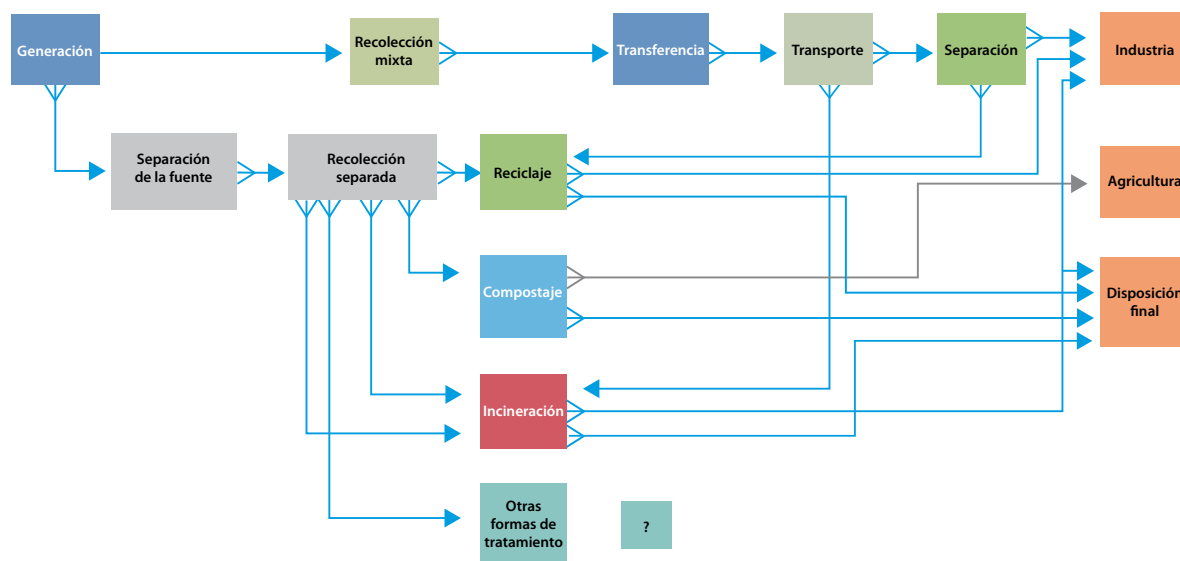 Generación
Recolección
mixta
Transferencia
Transporte
Separación
Industria
Separación
de la fuente
Recolección
separada
Reciclaje
Agricultura
Compostaje
Disposición
final
Incineración
Otras
formas de
tratamiento
?